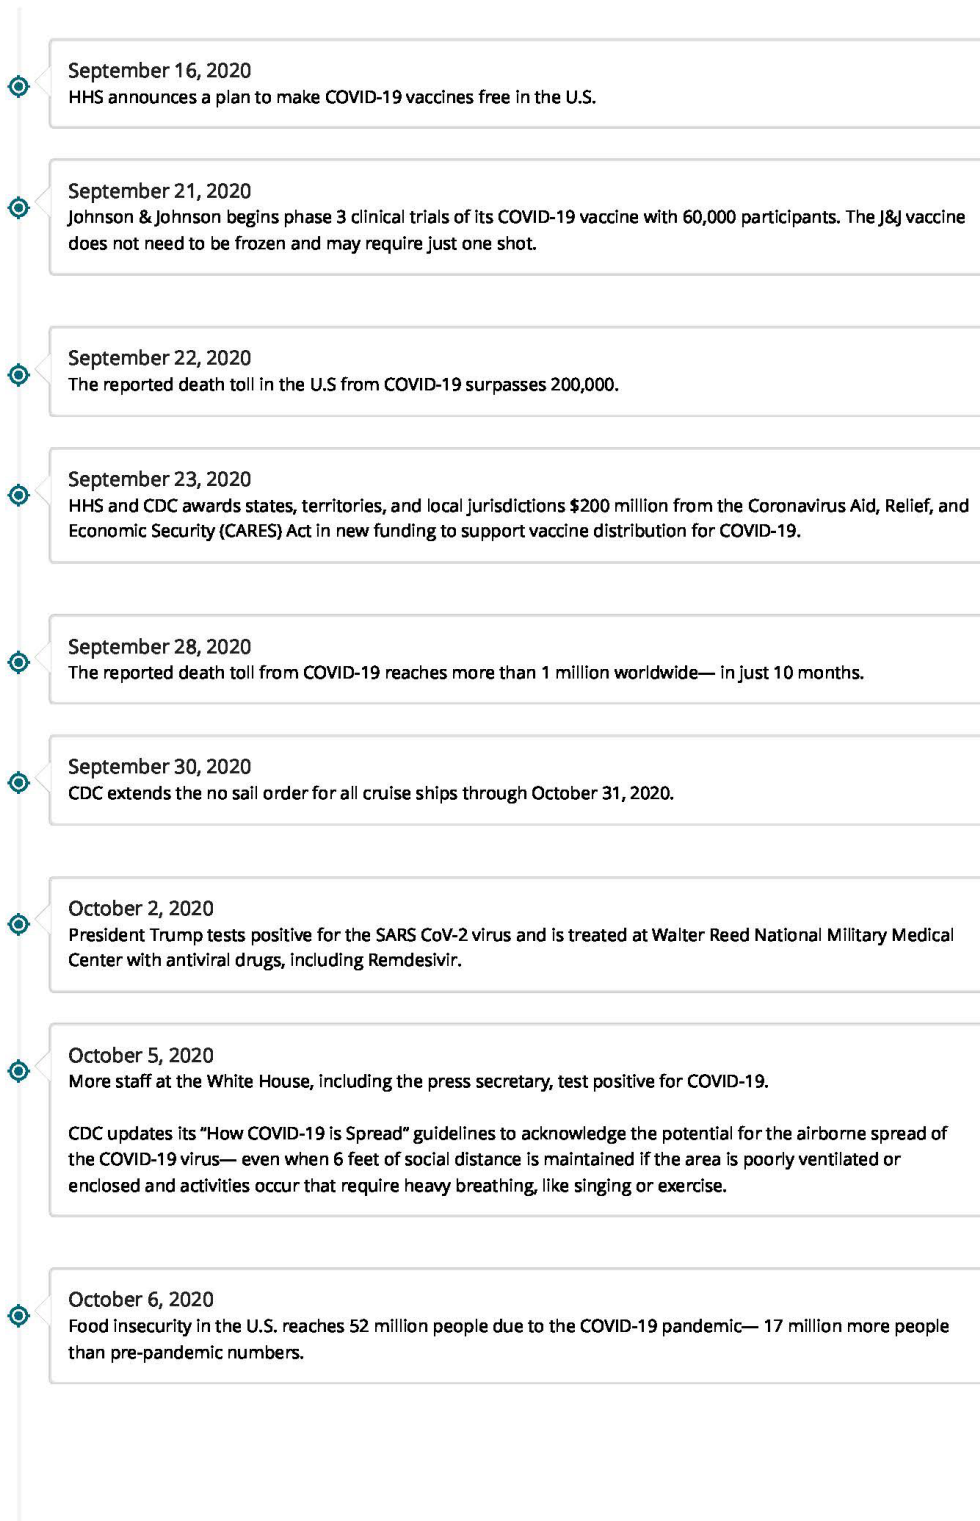 September 16, 2020
HHS announces a plan to make COVID-19 vaccines free in the U.S.
September 21, 2020
Johnson & Johnson begins phase 3 clinical trials of its COVID-19 vaccine with 60,000 participants. The J&J vaccine
does not need to be frozen and may require just one shot.
September 22, 2020
The reported death toll in the U.S from COVID-19 surpasses 200,000.
September 23, 2020
HHS and CDC awards states, territories, and local jurisdictions $200 million from the Coronavirus Aid, Relief, and
Economic Security (CARES) Act in new funding to support vaccine distribution for COVID-19.
September 28, 2020
The reported death toll from COVID-19 reaches more than 1 million worldwide— in just 10 months.
September 30, 2020
CDC extends the no sail order for all cruise ships through October 31, 2020.
October 2, 2020
President Trump tests positive for the SARS CoV-2 virus and is treated at Walter Reed National Military Medical
Center with antiviral drugs, including Remdesivir.
October 5, 2020
More staff at the White House, including the press secretary, test positive for COVID-19.
CDC updates its “How COVID-19 is Spread” guidelines to acknowledge the potential for the airborne spread of
the COVID-19 virus— even when 6 feet of social distance is maintained if the area is poorly ventilated or
enclosed and activities occur that require heavy breathing, like singing or exercise.
October 6, 2020
Food insecurity in the U.S. reaches 52 million people due to the COVID-19 pandemic— 17 million more people
than pre-pandemic numbers.